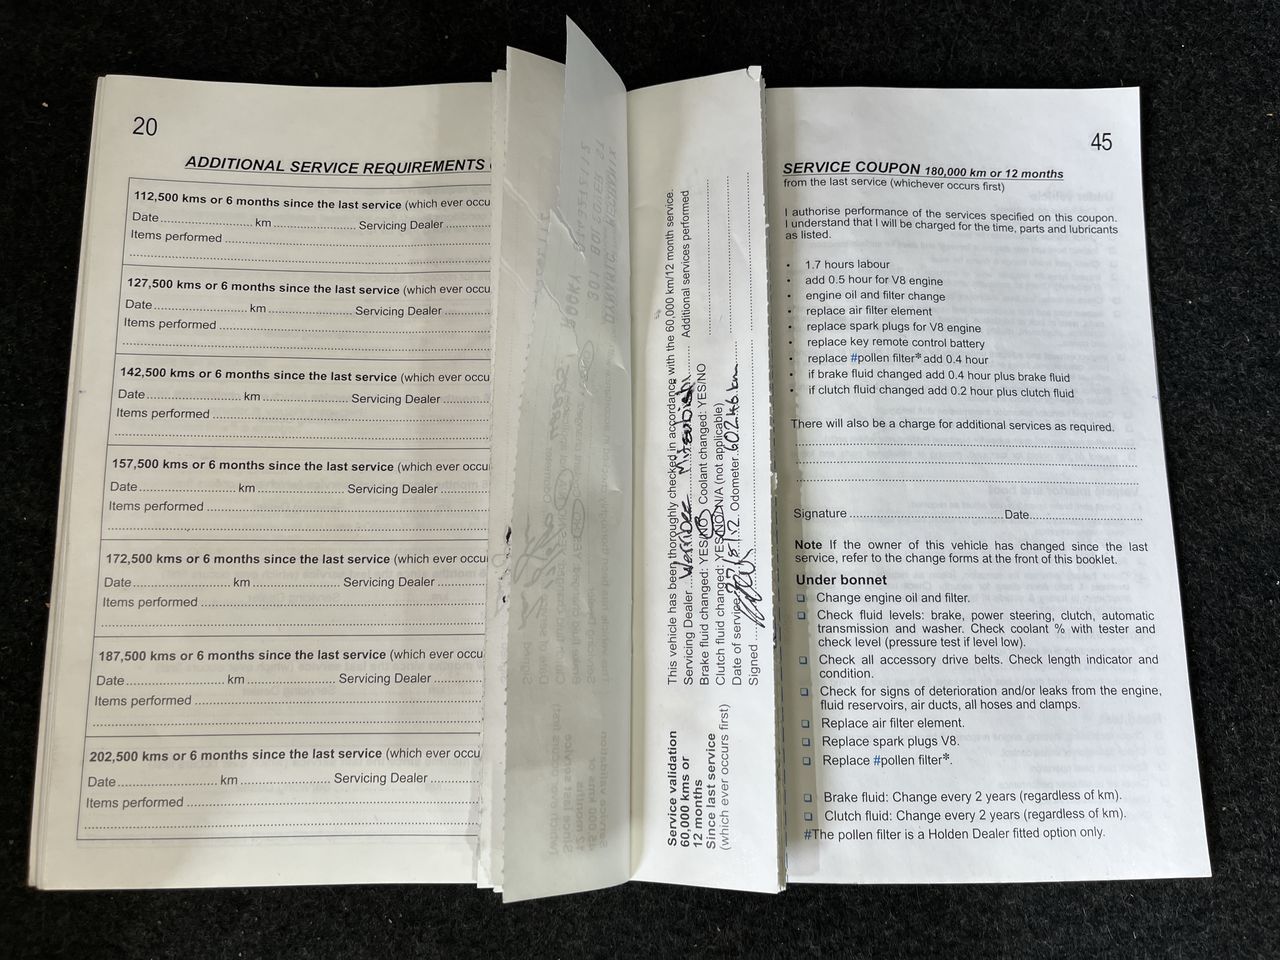 20
ADDITIONAL SERVICE REQUIREMENTS
112,500 kms or 6 months since the last service (which ever occu
Date.......... km.......... Servicing Dealer ..........
Items performed ..........
127,500 kms or 6 months since the last service (which ever occu
Date.......... km.......... Servicing Dealer ..........
Items performed ..........
142,500 kms or 6 months since the last service (which ever occu
Date.......... km.......... Servicing Dealer ..........
Items performed ..........
157,500 kms or 6 months since the last service (which ever occu
Date.......... km.......... Servicing Dealer ..........
Items performed ..........
172,500 kms or 6 months since the last service (which ever occu
Date.......... km.......... Servicing Dealer ..........
Items performed ..........
187,500 kms or 6 months since the last service (which ever occu
Date.......... km.......... Servicing Dealer ..........
Items performed ..........
202,500 kms or 6 months since the last service (which ever occu
Date.......... km.......... Servicing Dealer ..........
Items performed ..........
Service validation
60,000 kms or
12 months
Since last service
(which ever occurs first)
This vehicle has been thoroughly checked in accordance with the 60,000 km/12 month service.
Servicing Dealer .......... Mitsubishi .......... Additional services performed
Brake fluid changed: YES/NO Coolant changed: YES/NO
Clutch fluid changed: YES/NO/N/A (not applicable)
Date of service .......... Odometer 60246 km
Signed ..........
45
SERVICE COUPON 180,000 km or 12 months
from the last service (whichever occurs first)
I authorise performance of the services specified on this coupon.
I understand that I will be charged for the time, parts and lubricants
as listed.
• 1.7 hours labour
• add 0.5 hour for V8 engine
• engine oil and filter change
• replace air filter element
• replace spark plugs for V8 engine
• replace key remote control battery
• replace #pollen filter* add 0.4 hour
• if brake fluid changed add 0.4 hour plus brake fluid
• if clutch fluid changed add 0.2 hour plus clutch fluid
There will also be a charge for additional services as required.
Signature .......... Date..........
Note If the owner of this vehicle has changed since the last
service, refer to the change forms at the front of this booklet.
Under bonnet
❑ Change engine oil and filter.
❑ Check fluid levels: brake, power steering, clutch, automatic
transmission and washer. Check coolant % with tester and
check level (pressure test if level low).
❑ Check all accessory drive belts. Check length indicator and
condition.
❑ Check for signs of deterioration and/or leaks from the engine,
fluid reservoirs, air ducts, all hoses and clamps.
❑ Replace air filter element.
❑ Replace spark plugs V8.
❑ Replace #pollen filter*.
❑ Brake fluid: Change every 2 years (regardless of km).
❑ Clutch fluid: Change every 2 years (regardless of km).
#The pollen filter is a Holden Dealer fitted option only.